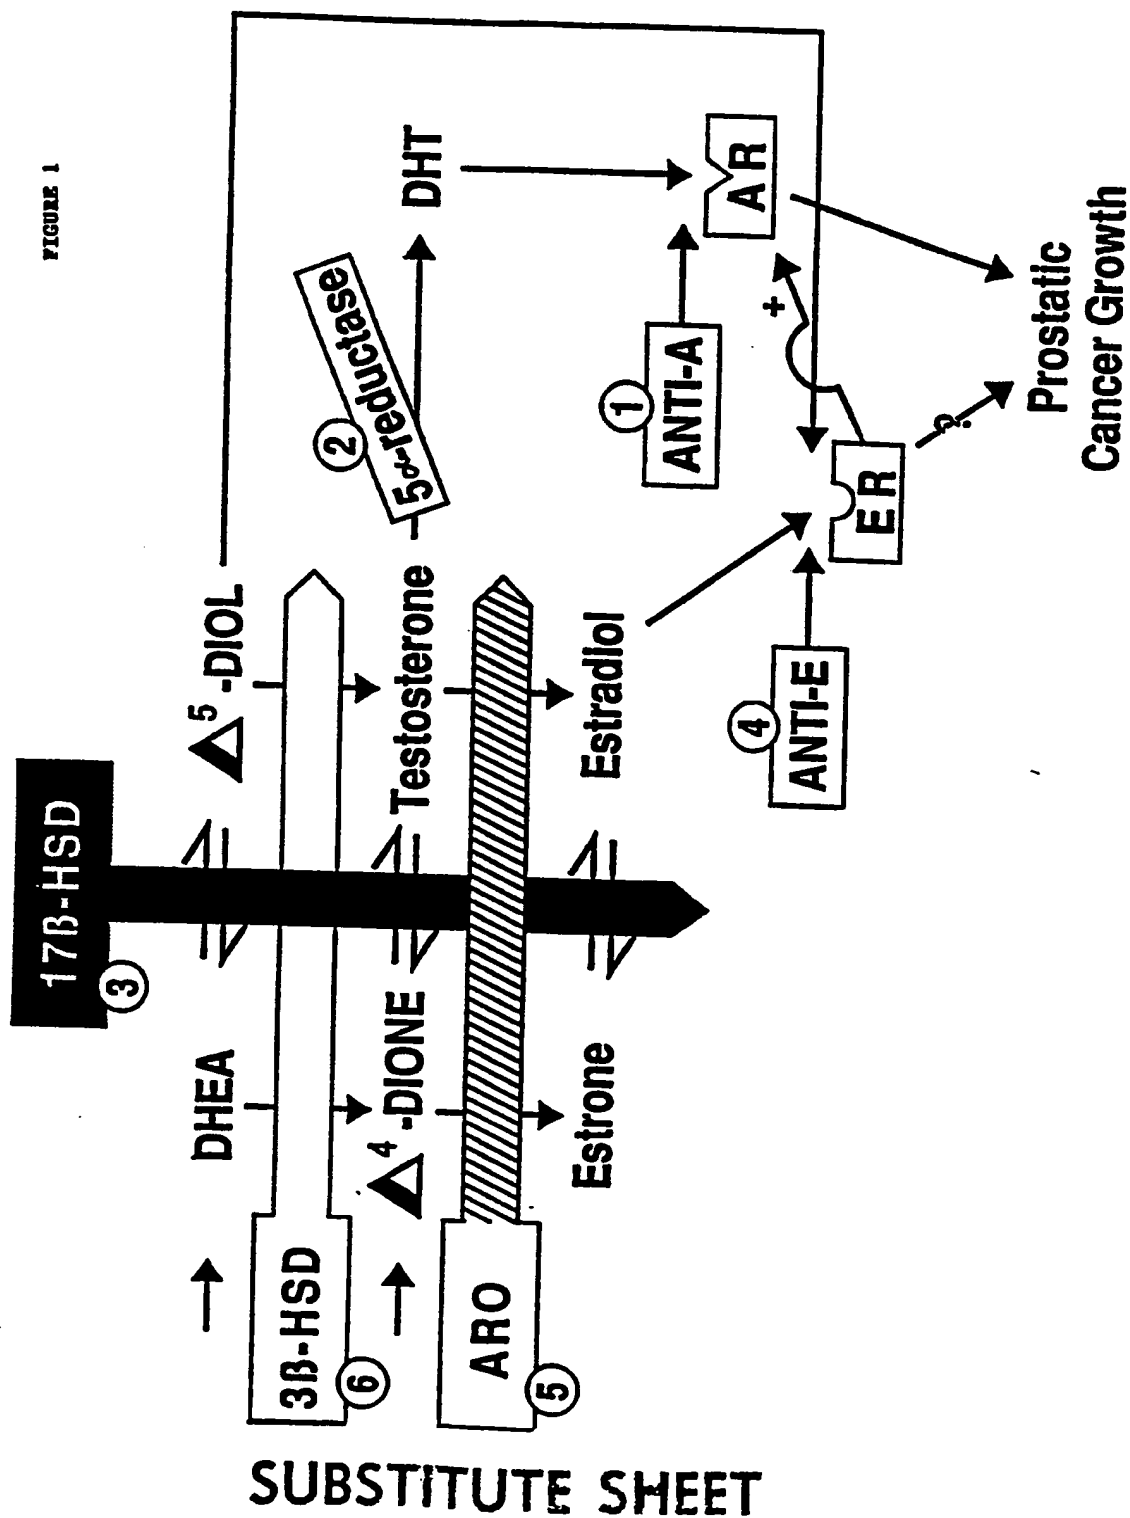 FIGURE 1
17β-HSD
3
DHEA
Δ5-DIOL
3β-HSD
6
2
5α-reductase
Δ4-DIONE
Testosterone
DHT
ARO
5
Estrone
Estradiol
1
ANTI-A
AR
4
ANTI-E
ER
+
?
Prostatic
Cancer Growth
SUBSTITUTE SHEET